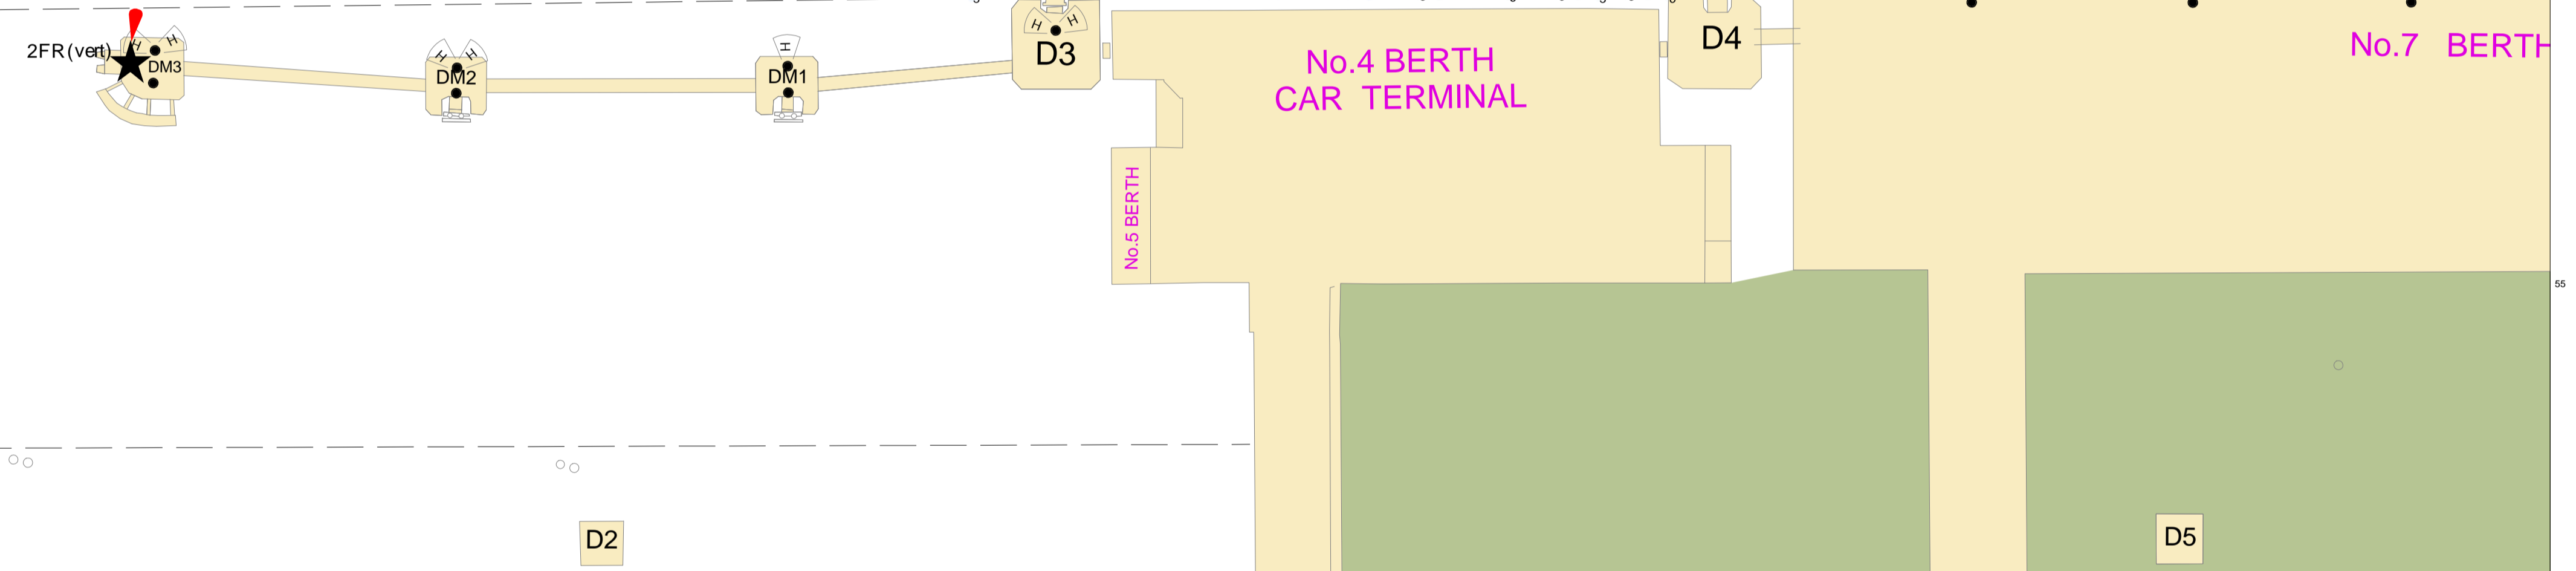 2FR(vert)
H
H
DM3
H
H
DM2
H
DM1
H
H
D3
No.4 BERTH
CAR TERMINAL
D4
No.7 BERTH
No.5 BERTH
55
D2
D5